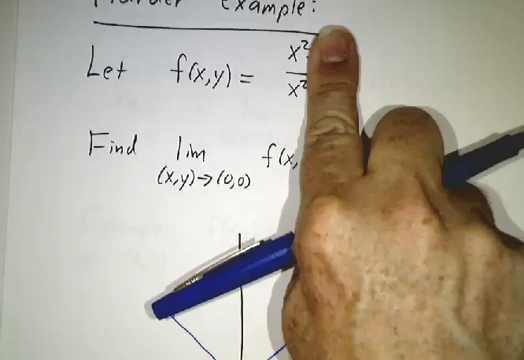 Harder Example:
Let f(x,y) = x²
x²
Find lim f(x,
(x,y)→(0,0)